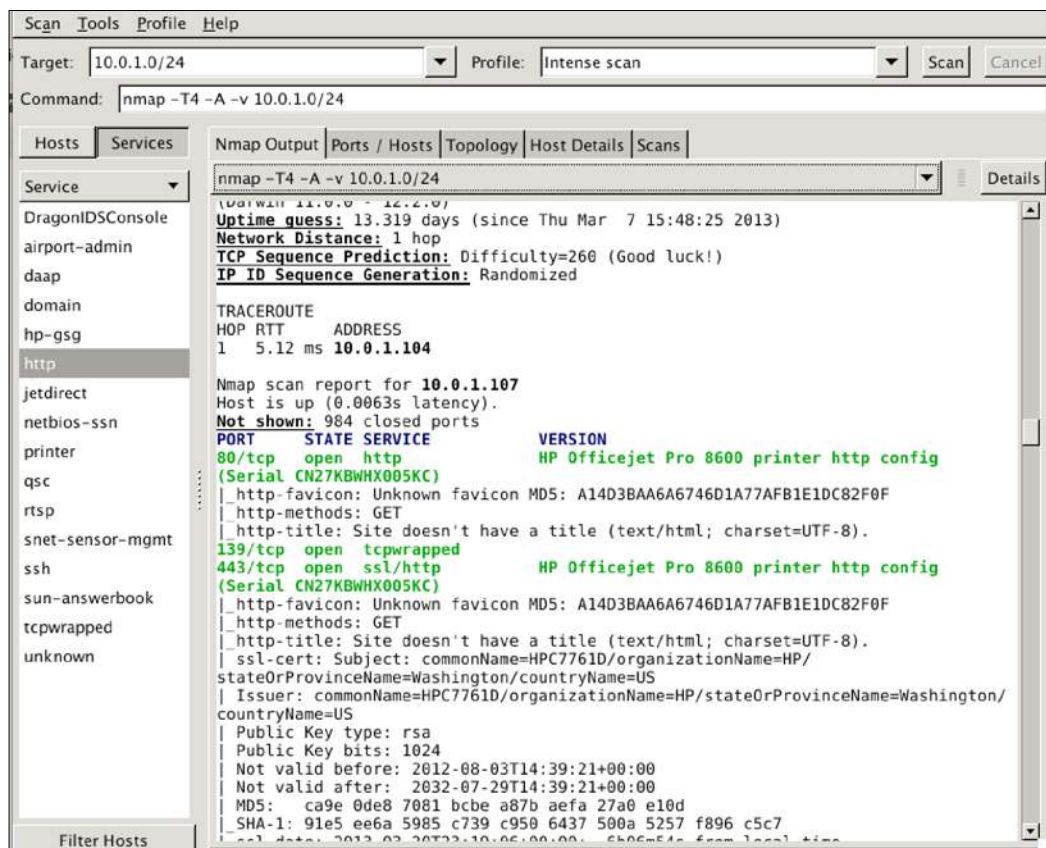 Scan Tools Profile Help
Target: 10.0.1.0/24 Profile: Intense scan Scan Cancel
Command: nmap -T4 -A -v 10.0.1.0/24
Hosts Services
Service
DragonIDSConsole
airport-admin
daap
domain
hp-gsg
http
jetdirect
netbios-ssn
printer
qsc
rtsp
snet-sensor-mgmt
ssh
sun-answerbook
tcpwrapped
unknown
Filter Hosts
Nmap Output Ports / Hosts Topology Host Details Scans
nmap -T4 -A -v 10.0.1.0/24 Details
(Darwin 11.0.0 - 12.2.0)
Uptime guess: 13.319 days (since Thu Mar 7 15:48:25 2013)
Network Distance: 1 hop
TCP Sequence Prediction: Difficulty=260 (Good luck!)
IP ID Sequence Generation: Randomized
TRACEROUTE
HOP RTT ADDRESS
1 5.12 ms 10.0.1.104
Nmap scan report for 10.0.1.107
Host is up (0.0063s latency).
Not shown: 984 closed ports
PORT STATE SERVICE VERSION
80/tcp open http HP Officejet Pro 8600 printer http config
(Serial CN27KBWHX005KC)
|_http-favicon: Unknown favicon MD5: A14D3BAA6A6746D1A77AFB1E1DC82F0F
|_http-methods: GET
|_http-title: Site doesn't have a title (text/html; charset=UTF-8).
139/tcp open tcpwrapped
443/tcp open ssl/http HP Officejet Pro 8600 printer http config
(Serial CN27KBWHX005KC)
|_http-favicon: Unknown favicon MD5: A14D3BAA6A6746D1A77AFB1E1DC82F0F
|_http-methods: GET
|_http-title: Site doesn't have a title (text/html; charset=UTF-8).
| ssl-cert: Subject: commonName=HPC7761D/organizationName=HP/
stateOrProvinceName=Washington/countryName=US
| Issuer: commonName=HPC7761D/organizationName=HP/stateOrProvinceName=Washington/
countryName=US
| Public Key type: rsa
| Public Key bits: 1024
| Not valid before: 2012-08-03T14:39:21+00:00
| Not valid after: 2032-07-29T14:39:21+00:00
| MD5: ca9e 0de8 7081 bcbe a87b aefa 27a0 e10d
|_SHA-1: 91e5 ee6a 5985 c739 c950 6437 500a 5257 f896 c5c7